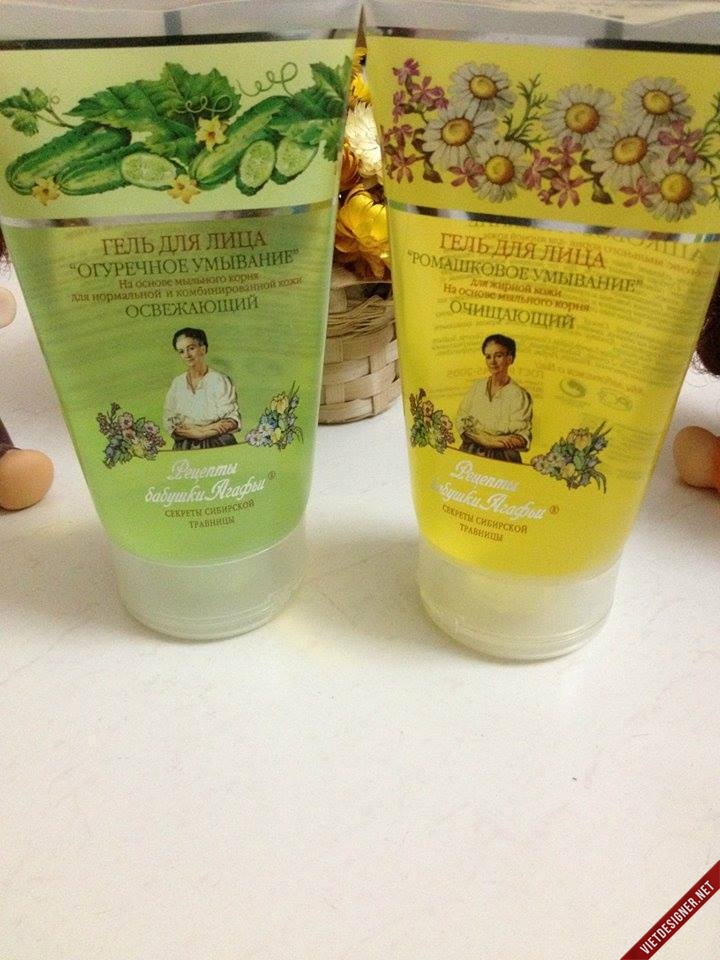 ГЕЛЬ ДЛЯ ЛИЦА
"ОГУРЕЧНОЕ УМЫВАНИЕ"
На основе мыльного корня
для нормальной и комбинированной кожи
ОСВЕЖАЮЩИЙ
Рецепты
бабушки Агафьи®
СЕКРЕТЫ СИБИРСКОЙ
ТРАВНИЦЫ
ГЕЛЬ ДЛЯ ЛИЦА
"РОМАШКОВОЕ УМЫВАНИЕ"
для жирной кожи
На основе мыльного корня
ОЧИЩАЮЩИЙ
Рецепты
бабушки Агафьи®
СЕКРЕТЫ СИБИРСКОЙ
ТРАВНИЦЫ
VIETDESIGNER.NET